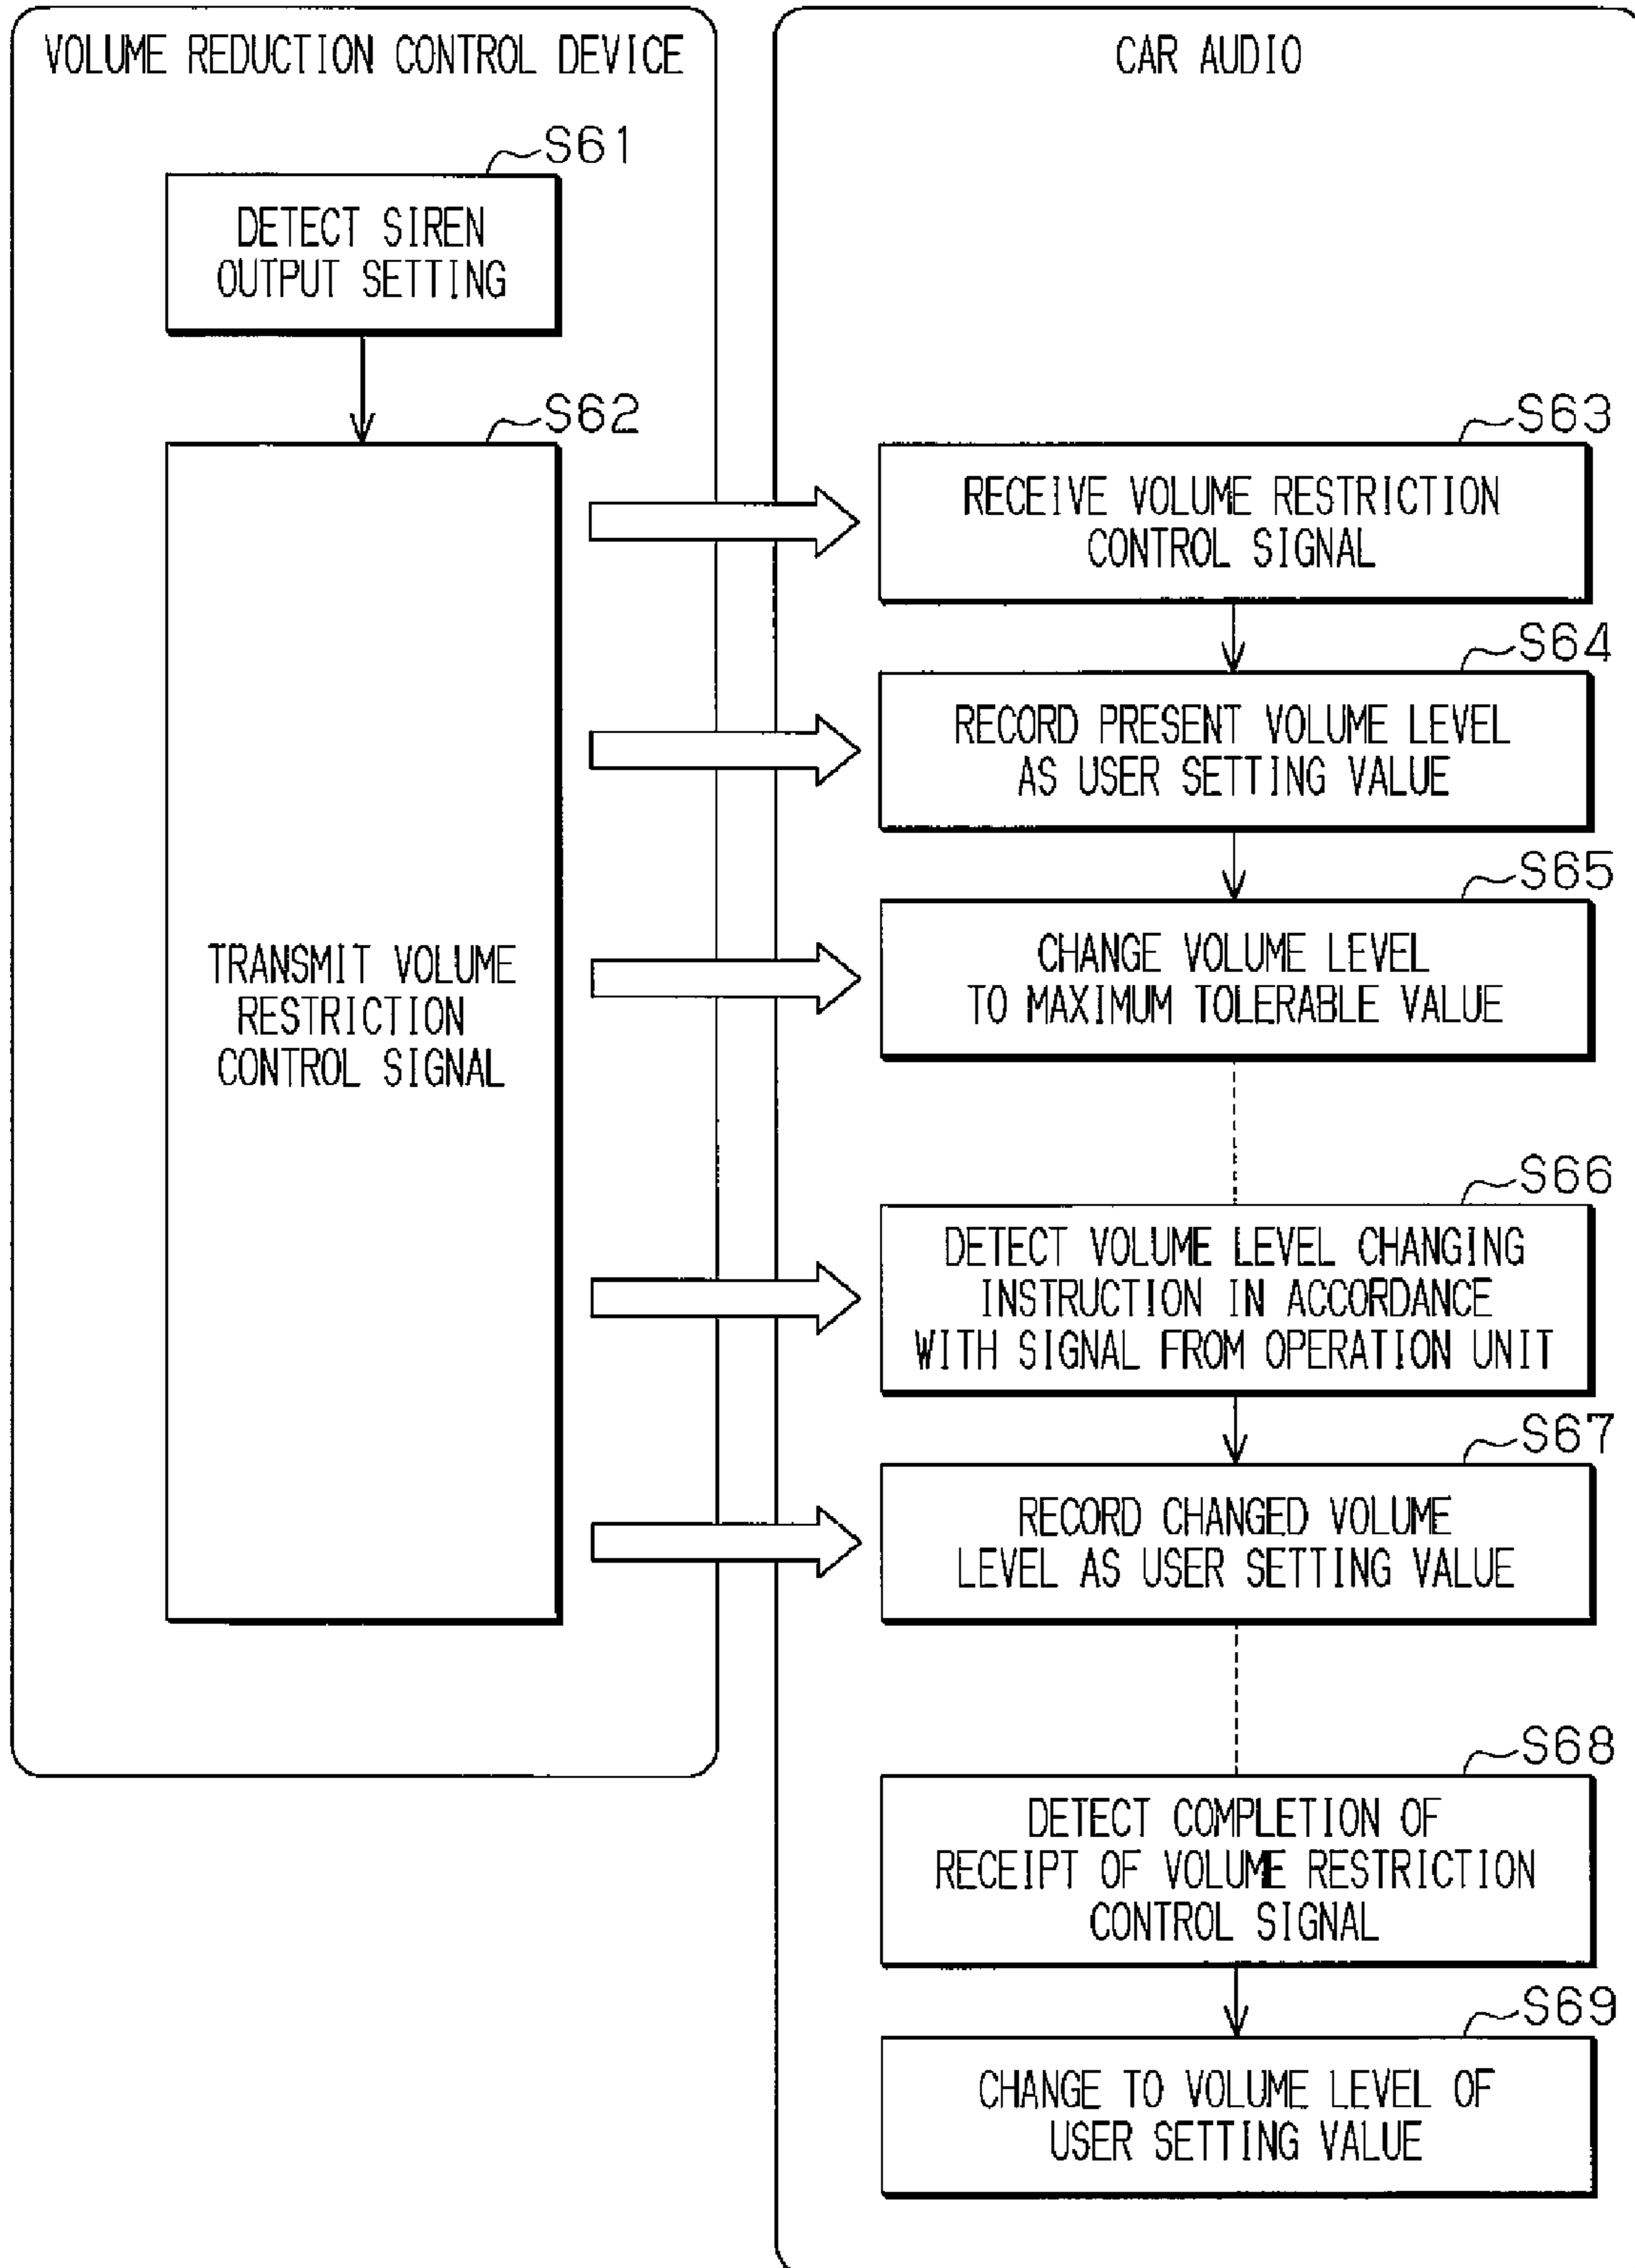 VOLUME REDUCTION CONTROL DEVICE
S61
DETECT SIREN
OUTPUT SETTING
S62
TRANSMIT VOLUME
RESTRICTION
CONTROL SIGNAL
CAR AUDIO
S63
RECEIVE VOLUME RESTRICTION
CONTROL SIGNAL
S64
RECORD PRESENT VOLUME LEVEL
AS USER SETTING VALUE
S65
CHANGE VOLUME LEVEL
TO MAXIMUM TOLERABLE VALUE
S66
DETECT VOLUME LEVEL CHANGING
INSTRUCTION IN ACCORDANCE
WITH SIGNAL FROM OPERATION UNIT
S67
RECORD CHANGED VOLUME
LEVEL AS USER SETTING VALUE
S68
DETECT COMPLETION OF
RECEIPT OF VOLUME RESTRICTION
CONTROL SIGNAL
S69
CHANGE TO VOLUME LEVEL OF
USER SETTING VALUE